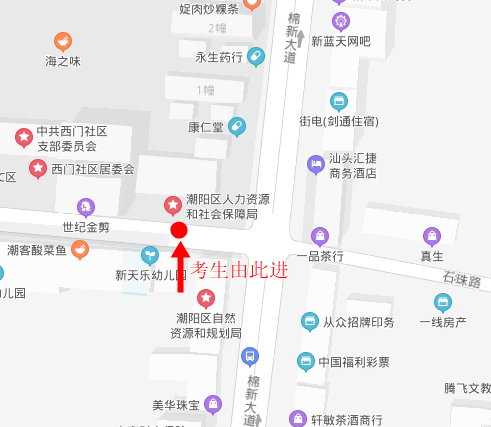 妮肉炒粿条
棉新大道
2幢
新蓝天网吧
海之味
永生药行
1幢
街电(剑通住宿)
康仁堂
中共西门社区
支部委员会
汕头汇捷
商务酒店
西门社区居委会
C区
潮阳区人力资源
和社会保障局
世纪金剪
潮客酸菜鱼
一品茶行
真生
新天乐幼儿园
考生由此进
石珠路
儿园
潮阳区自然
资源和规划局
从众招牌印务
一线房产
中国福利彩票
棉新大道
腾飞文教
美华珠宝
轩敏茶酒商行